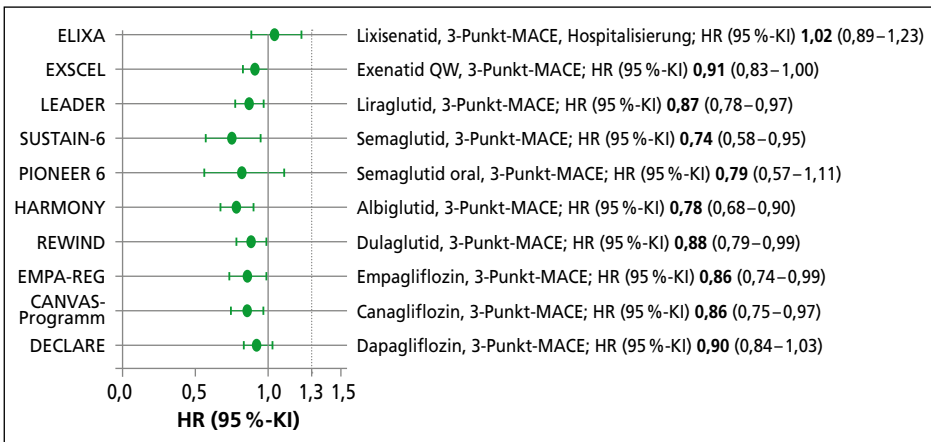 ELIXA Lixisenatid, 3-Punkt-MACE, Hospitalisierung; HR (95 %-KI) 1,02 (0,89–1,23)
EXSCEL Exenatid QW, 3-Punkt-MACE; HR (95 %-KI) 0,91 (0,83–1,00)
LEADER Liraglutid, 3-Punkt-MACE; HR (95 %-KI) 0,87 (0,78–0,97)
SUSTAIN-6 Semaglutid, 3-Punkt-MACE; HR (95 %-KI) 0,74 (0,58–0,95)
PIONEER 6 Semaglutid oral, 3-Punkt-MACE; HR (95 %-KI) 0,79 (0,57–1,11)
HARMONY Albiglutid, 3-Punkt-MACE; HR (95 %-KI) 0,78 (0,68–0,90)
REWIND Dulaglutid, 3-Punkt-MACE; HR (95 %-KI) 0,88 (0,79–0,99)
EMPA-REG Empagliflozin, 3-Punkt-MACE; HR (95 %-KI) 0,86 (0,74–0,99)
CANVAS-
Programm Canagliflozin, 3-Punkt-MACE; HR (95 %-KI) 0,86 (0,75–0,97)
DECLARE Dapagliflozin, 3-Punkt-MACE; HR (95 %-KI) 0,90 (0,84–1,03)
0,0 0,5 1,0 1,3 1,5
HR (95 %-KI)